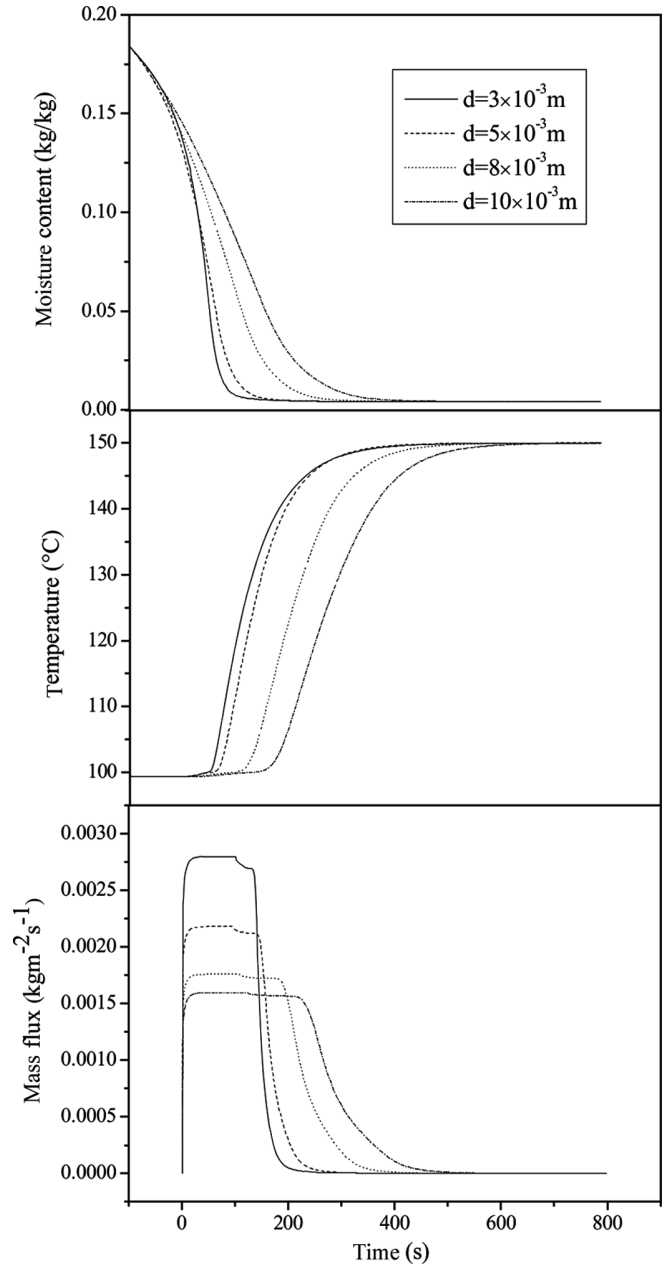 0.20
0.15
0.10
0.05
0.00
Moisture content (kg/kg)
d=3×10⁻³m
d=5×10⁻³m
d=8×10⁻³m
d=10×10⁻³m
150
140
130
120
110
100
Temperature (°C)
0.0030
0.0025
0.0020
0.0015
0.0010
0.0005
0.0000
Mass flux (kgm⁻²s⁻¹)
0 200 400 600 800
Time (s)